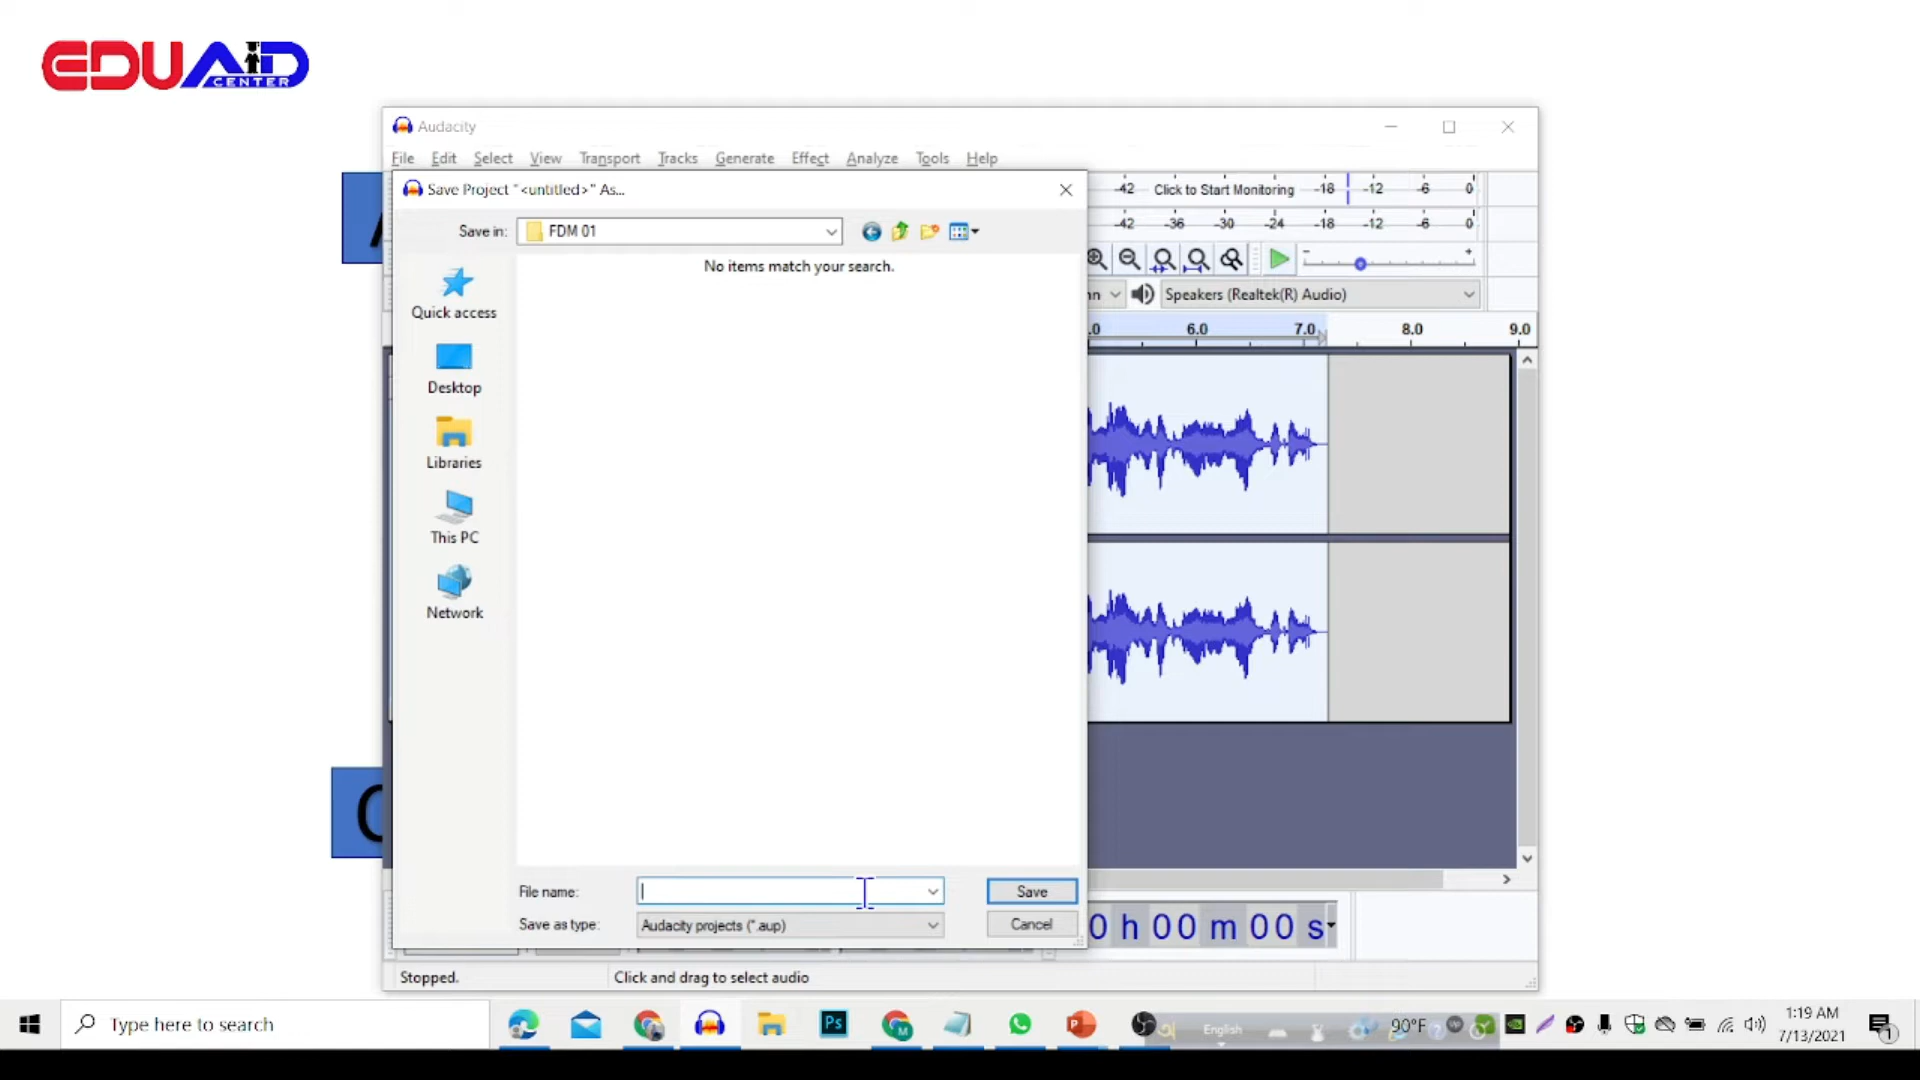 EDUAID
CENTER
Audacity
File Edit Select View Transport Tracks Generate Effect Analyze Tools Help
Save Project "<untitled>" As...
-42 Click to Start Monitoring -18 -12 -6 0
Save in: FDM 01
-42 -36 -30 -24 -18 -12 -6 0
No items match your search.
Quick access
Speakers (Realtek(R) Audio)
6.0 7.0 8.0 9.0
Desktop
Libraries
This PC
Network
File name:
Save
Save as type: Audacity projects (*.aup)
Cancel
0 h 00 m 00 s
Stopped.
Click and drag to select audio
Type here to search
Ps
English
90°F
1:19 AM
7/13/2021
1